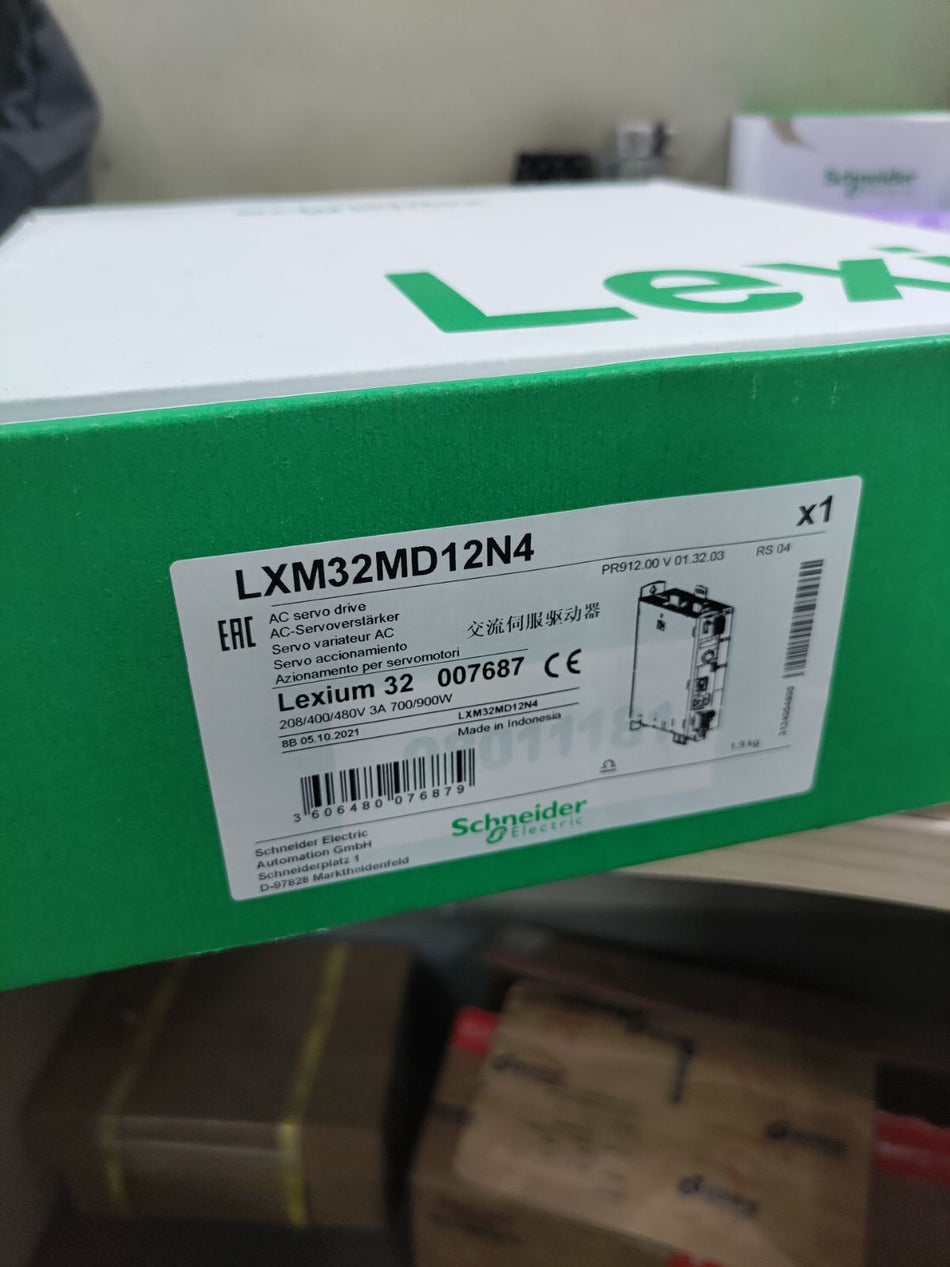 Schneider
Lexi
LXM32MD12N4
x1
PR912.00 V 01.32.03
RS 04
EAC
AC servo drive
AC-Servoverstärker
Servo variateur AC
Servo accionamiento
Azionamento per servomotori
交流伺服驱动器
Lexium 32 007687 CE
208/400/480V 3A 700/900W
LXM32MD12N4
8B 05.10.2021
Made in Indonesia
1.9 kg
3 606480 076879
Schneider
Electric
Schneider Electric
Automation GmbH
Schneiderplatz 1
D-97828 Marktheidenfeld